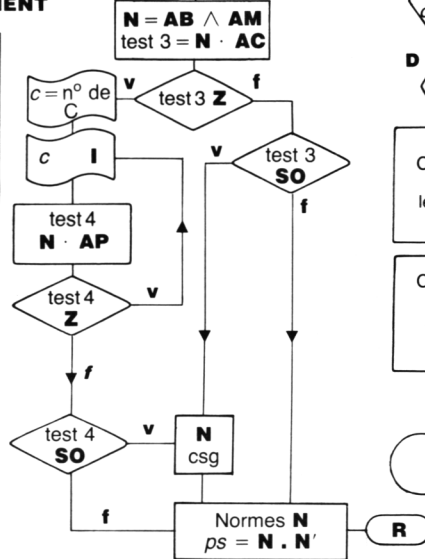 MENT
N = AB ∧ AM
test 3 = N · AC
v
f
c = nº de
C
test 3 Z
D
c I
v
test 3
SO
f
test 4
N · AP
test 4
Z
v
f
test 4
SO
v
N
csg
f
Normes N
ps = N . N′
R